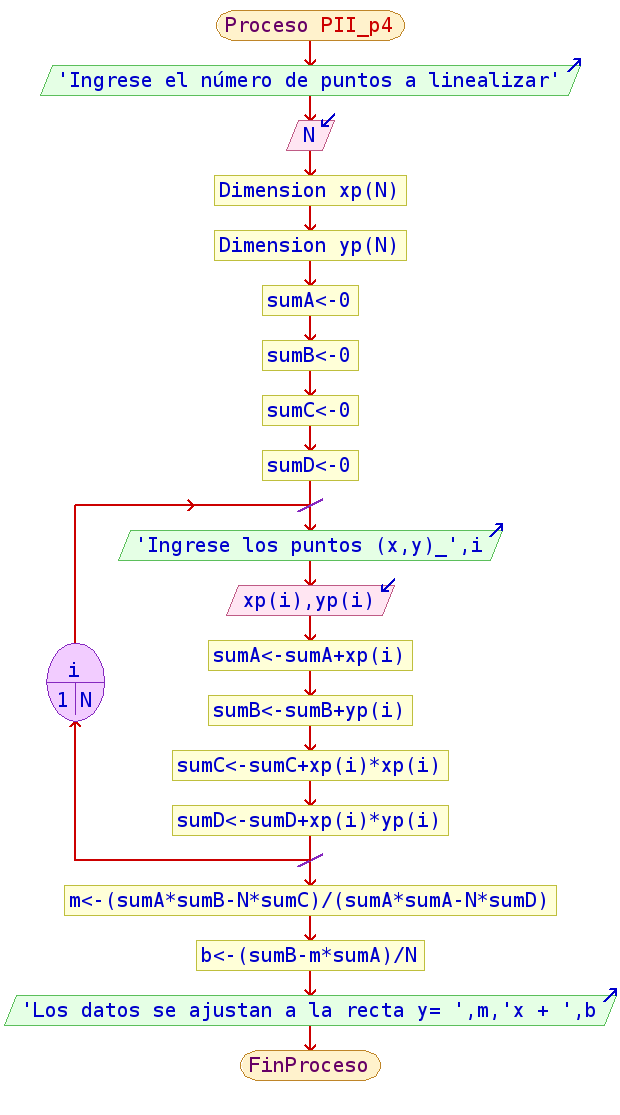 Proceso PII_p4
'Ingrese el número de puntos a linealizar'
N
Dimension xp(N)
Dimension yp(N)
sumA<-0
sumB<-0
sumC<-0
sumD<-0
'Ingrese los puntos (x,y)_',i
xp(i),yp(i)
sumA<-sumA+xp(i)
i
1 N
sumB<-sumB+yp(i)
sumC<-sumC+xp(i)*xp(i)
sumD<-sumD+xp(i)*yp(i)
m<-(sumA*sumB-N*sumC)/(sumA*sumA-N*sumD)
b<-(sumB-m*sumA)/N
'Los datos se ajustan a la recta y= ',m,'x + ',b
FinProceso